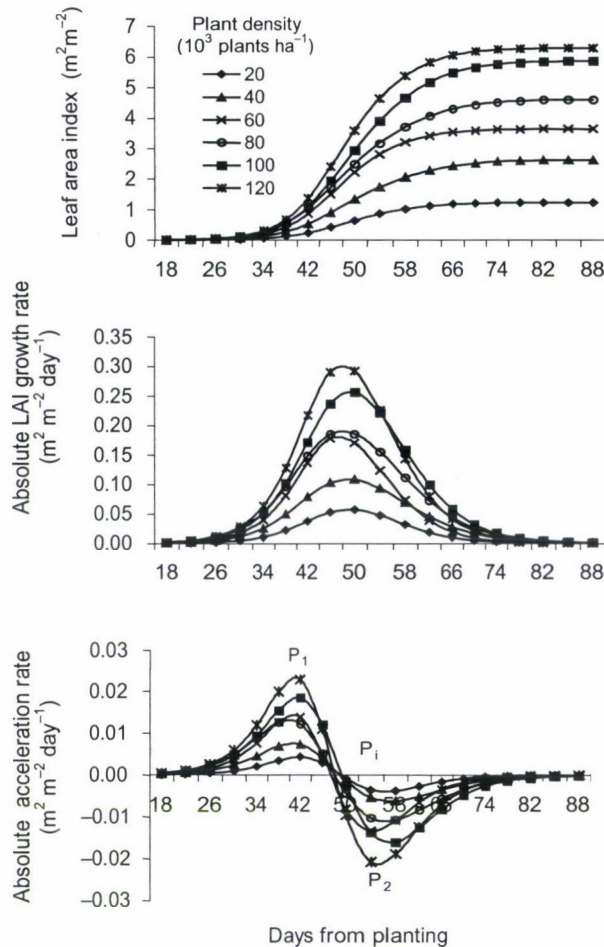 Plant density
(10³ plants ha⁻¹)
20
40
60
80
100
120
Leaf area index (m²m⁻²)
7
6
5
4
3
2
1
0
18 26 34 42 50 58 66 74 82 88
Absolute LAI growth rate
(m² m⁻² day⁻¹)
0.35
0.30
0.25
0.20
0.15
0.10
0.05
0.00
18 26 34 42 50 58 66 74 82 88
Absolute acceleration rate
(m² m⁻² day⁻¹)
0.03
0.02
0.01
0.00
−0.01
−0.02
−0.03
P₁
Pᵢ
P₂
18 26 34 42 50 58 66 74 82 88
Days from planting